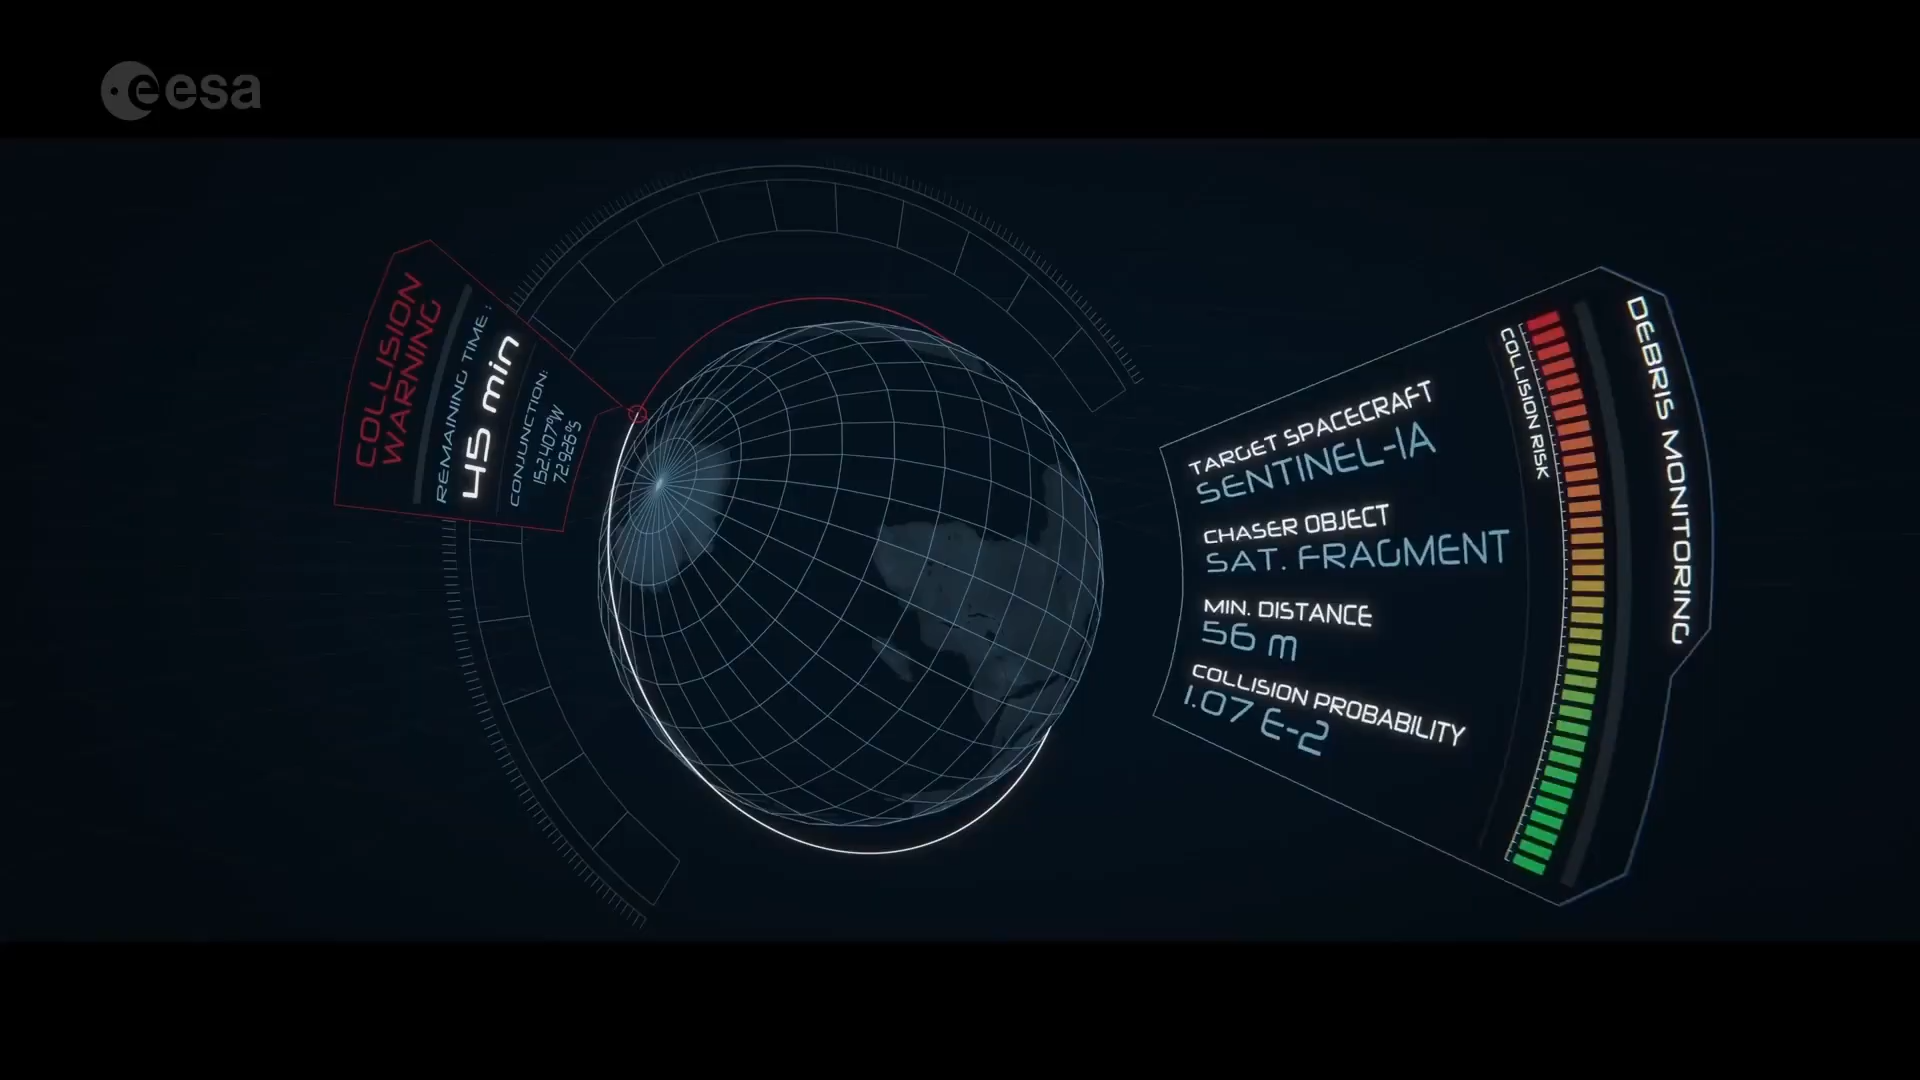 esa
COLLISION
WARNING
REMAINING TIME:
45 min
CONJUNCTION:
152.407°W
72.926°S
TARGET SPACECRAFT
SENTINEL-1A
CHASER OBJECT
SAT. FRAGMENT
MIN. DISTANCE
56 m
COLLISION PROBABILITY
1.07 E-2
COLLISION RISK
DEBRIS MONITORING